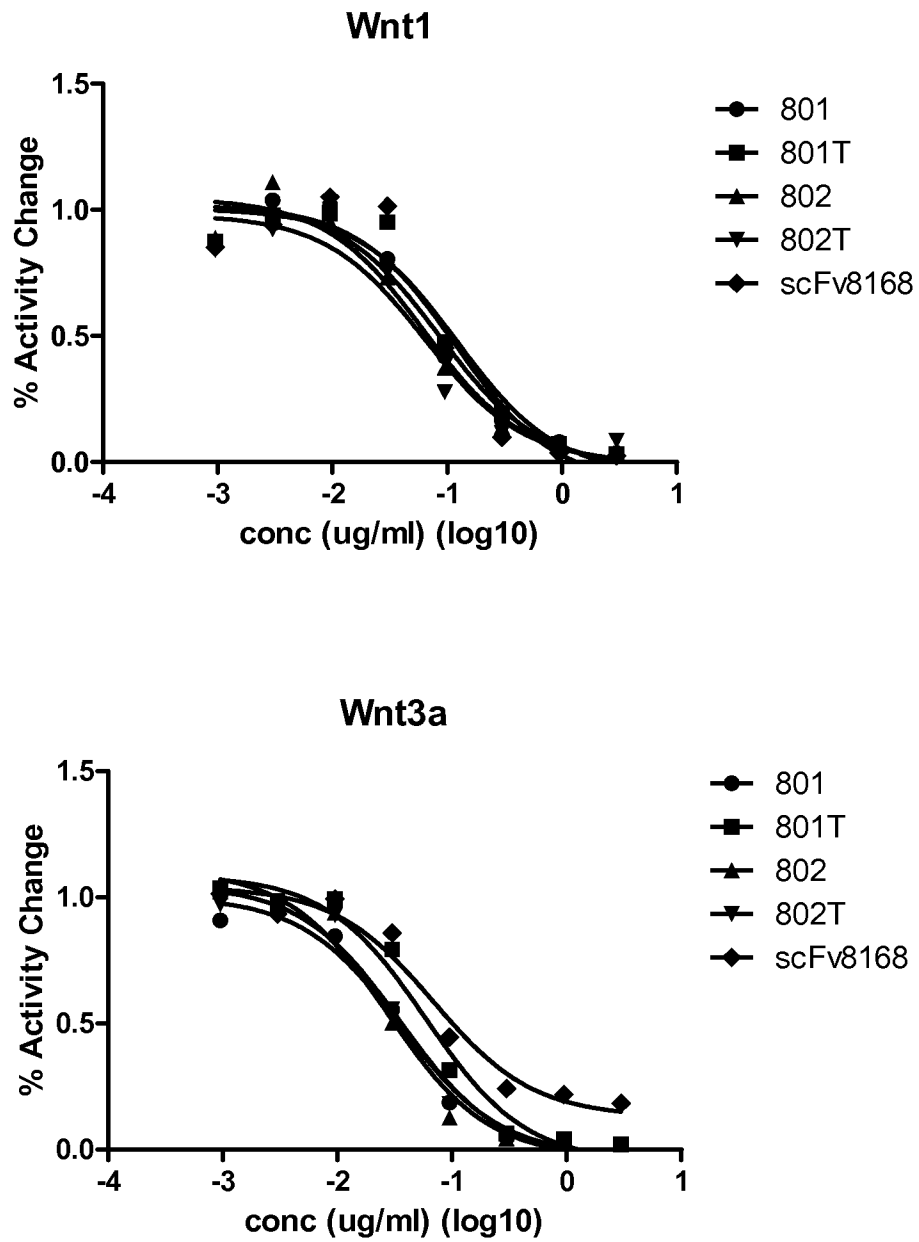 Wnt1
1.5
1.0
0.5
0.0
% Activity Change
-4 -3 -2 -1 0 1
conc (ug/ml) (log10)
801
801T
802
802T
scFv8168
Wnt3a
1.5
1.0
0.5
0.0
% Activity Change
-4 -3 -2 -1 0 1
conc (ug/ml) (log10)
801
801T
802
802T
scFv8168